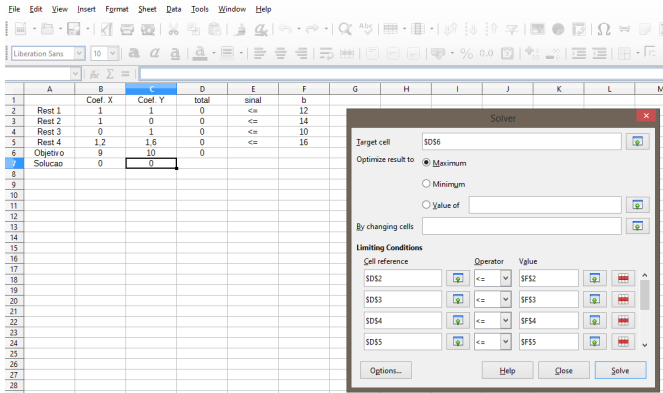 File Edit View Insert Format Sheet Data Tools Window Help
Liberation Sans 10 a a a a % 0.0
fx Σ =
A B C D E F G H I J K L M
1 Coef. X Coef. Y total sinal b
2 Rest 1 1 1 0 <= 12
3 Rest 2 1 0 0 <= 14
4 Rest 3 0 1 0 <= 10
5 Rest 4 1,2 1,6 0 <= 16
6 Objetivo 9 10 0
7 Solucao 0 0
8
9
10
11
12
13
14
15
16
17
18
19
20
21
22
23
24
25
26
27
28
Solver
Target cell $D$6
Optimize result to Maximum
Minimum
Value of
By changing cells
Limiting Conditions
Cell reference Operator Value
$D$2 <= $F$2
$D$3 <= $F$3
$D$4 <= $F$4
$D$5 <= $F$5
Options... Help Close Solve